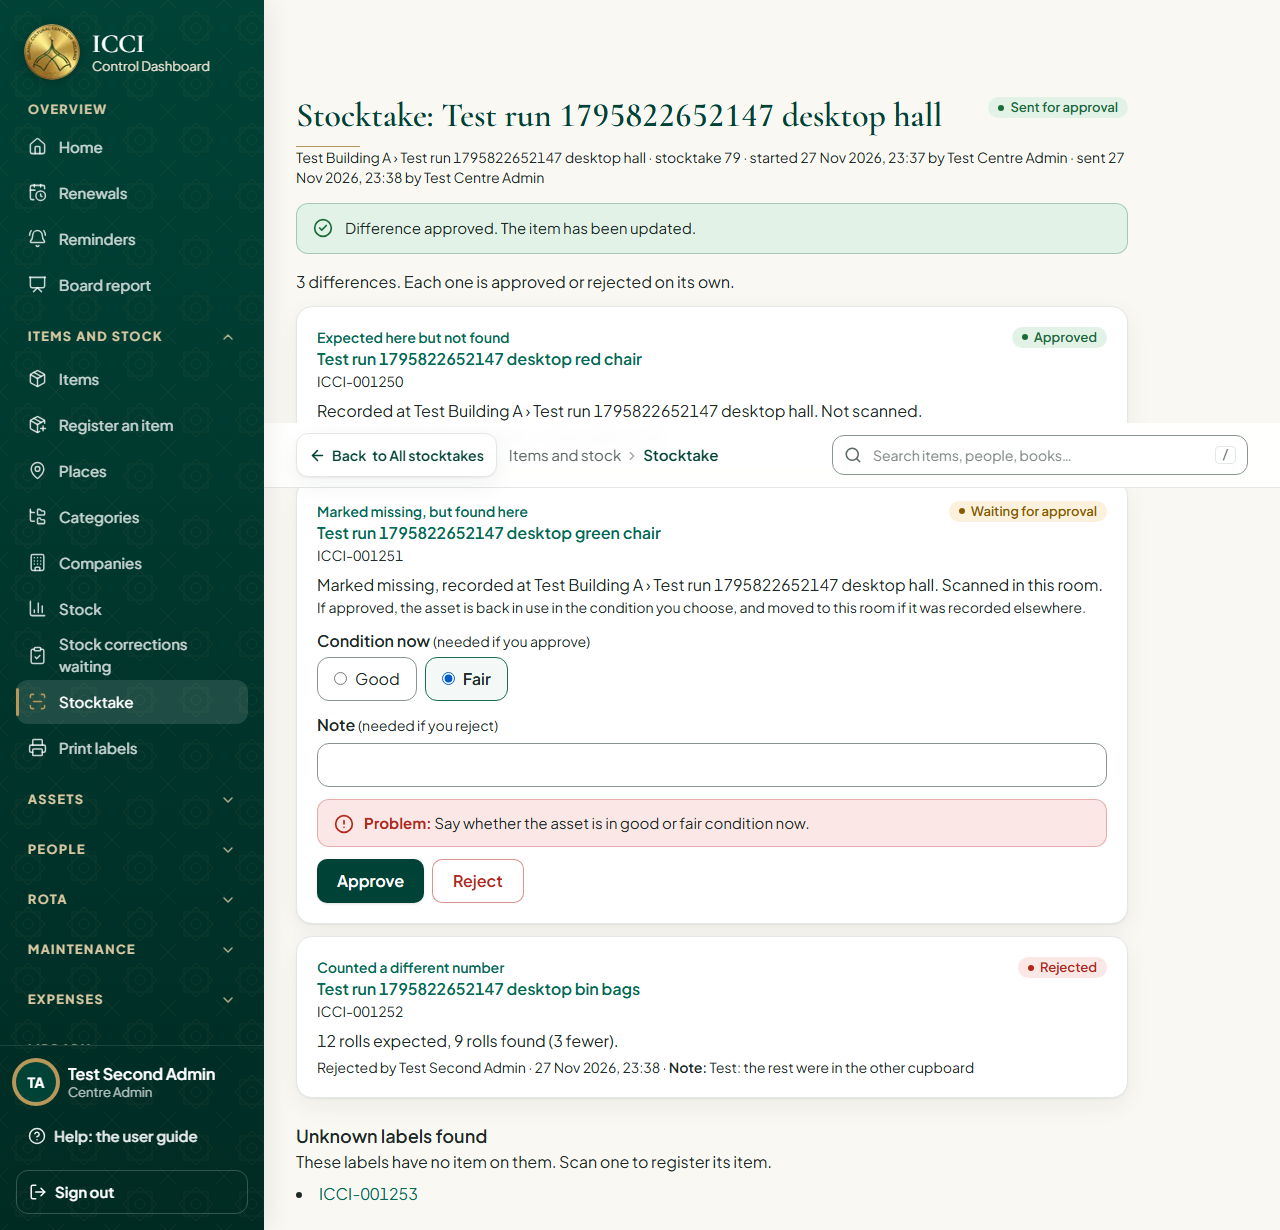 ICCI
Control Dashboard
OVERVIEW
Home
Renewals
Reminders
Board report
ITEMS AND STOCK
Items
Register an item
Places
Categories
Companies
Stock
Stock corrections
waiting
Stocktake
Print labels
ASSETS
PEOPLE
ROTA
MAINTENANCE
EXPENSES
TA
Test Second Admin
Centre Admin
Help: the user guide
Sign out
Stocktake: Test run 1795822652147 desktop hall
Sent for approval
Test Building A › Test run 1795822652147 desktop hall · stocktake 79 · started 27 Nov 2026, 23:37 by Test Centre Admin · sent 27
Nov 2026, 23:38 by Test Centre Admin
Difference approved. The item has been updated.
3 differences. Each one is approved or rejected on its own.
Expected here but not found
Approved
Test run 1795822652147 desktop red chair
ICCI-001250
Recorded at Test Building A › Test run 1795822652147 desktop hall. Not scanned.
Back to All stocktakes
Items and stock › Stocktake
Search items, people, books…
/
Marked missing, but found here
Waiting for approval
Test run 1795822652147 desktop green chair
ICCI-001251
Marked missing, recorded at Test Building A › Test run 1795822652147 desktop hall. Scanned in this room.
If approved, the asset is back in use in the condition you choose, and moved to this room if it was recorded elsewhere.
Condition now (needed if you approve)
Good
Fair
Note (needed if you reject)
Problem: Say whether the asset is in good or fair condition now.
Approve
Reject
Counted a different number
Rejected
Test run 1795822652147 desktop bin bags
ICCI-001252
12 rolls expected, 9 rolls found (3 fewer).
Rejected by Test Second Admin · 27 Nov 2026, 23:38 · Note: Test: the rest were in the other cupboard
Unknown labels found
These labels have no item on them. Scan one to register its item.
• ICCI-001253